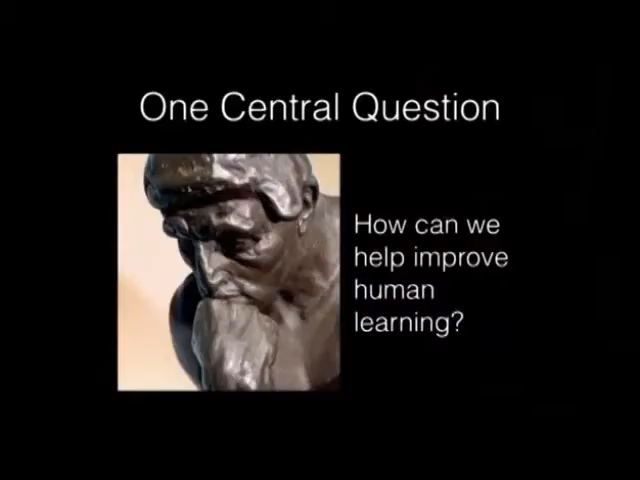 One Central Question
How can we
help improve
human
learning?